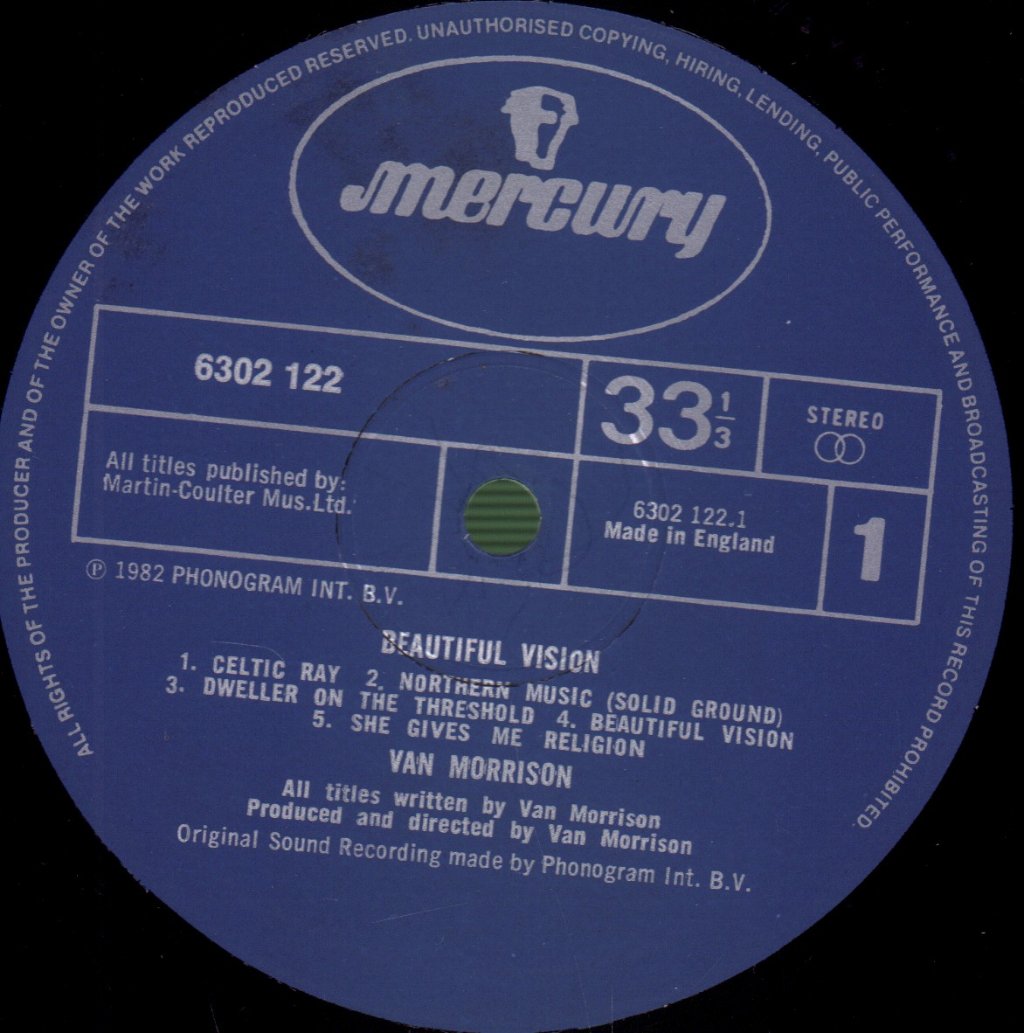 ALL RIGHTS OF THE PRODUCER AND OF THE OWNER OF THE WORK REPRODUCED RESERVED. UNAUTHORISED COPYING, HIRING, LENDING, PUBLIC PERFORMANCE AND BROADCASTING OF THIS RECORD PROHIBITED.
mercury
6302 122
33 1/3
STEREO
All titles published by:
Martin-Coulter Mus.Ltd.
6302 122.1
Made in England
1
Ⓟ 1982 PHONOGRAM INT. B.V.
BEAUTIFUL VISION
1. CELTIC RAY 2. NORTHERN MUSIC (SOLID GROUND)
3. DWELLER ON THE THRESHOLD 4. BEAUTIFUL VISION
5. SHE GIVES ME RELIGION
VAN MORRISON
All titles written by Van Morrison
Produced and directed by Van Morrison
Original Sound Recording made by Phonogram Int. B.V.